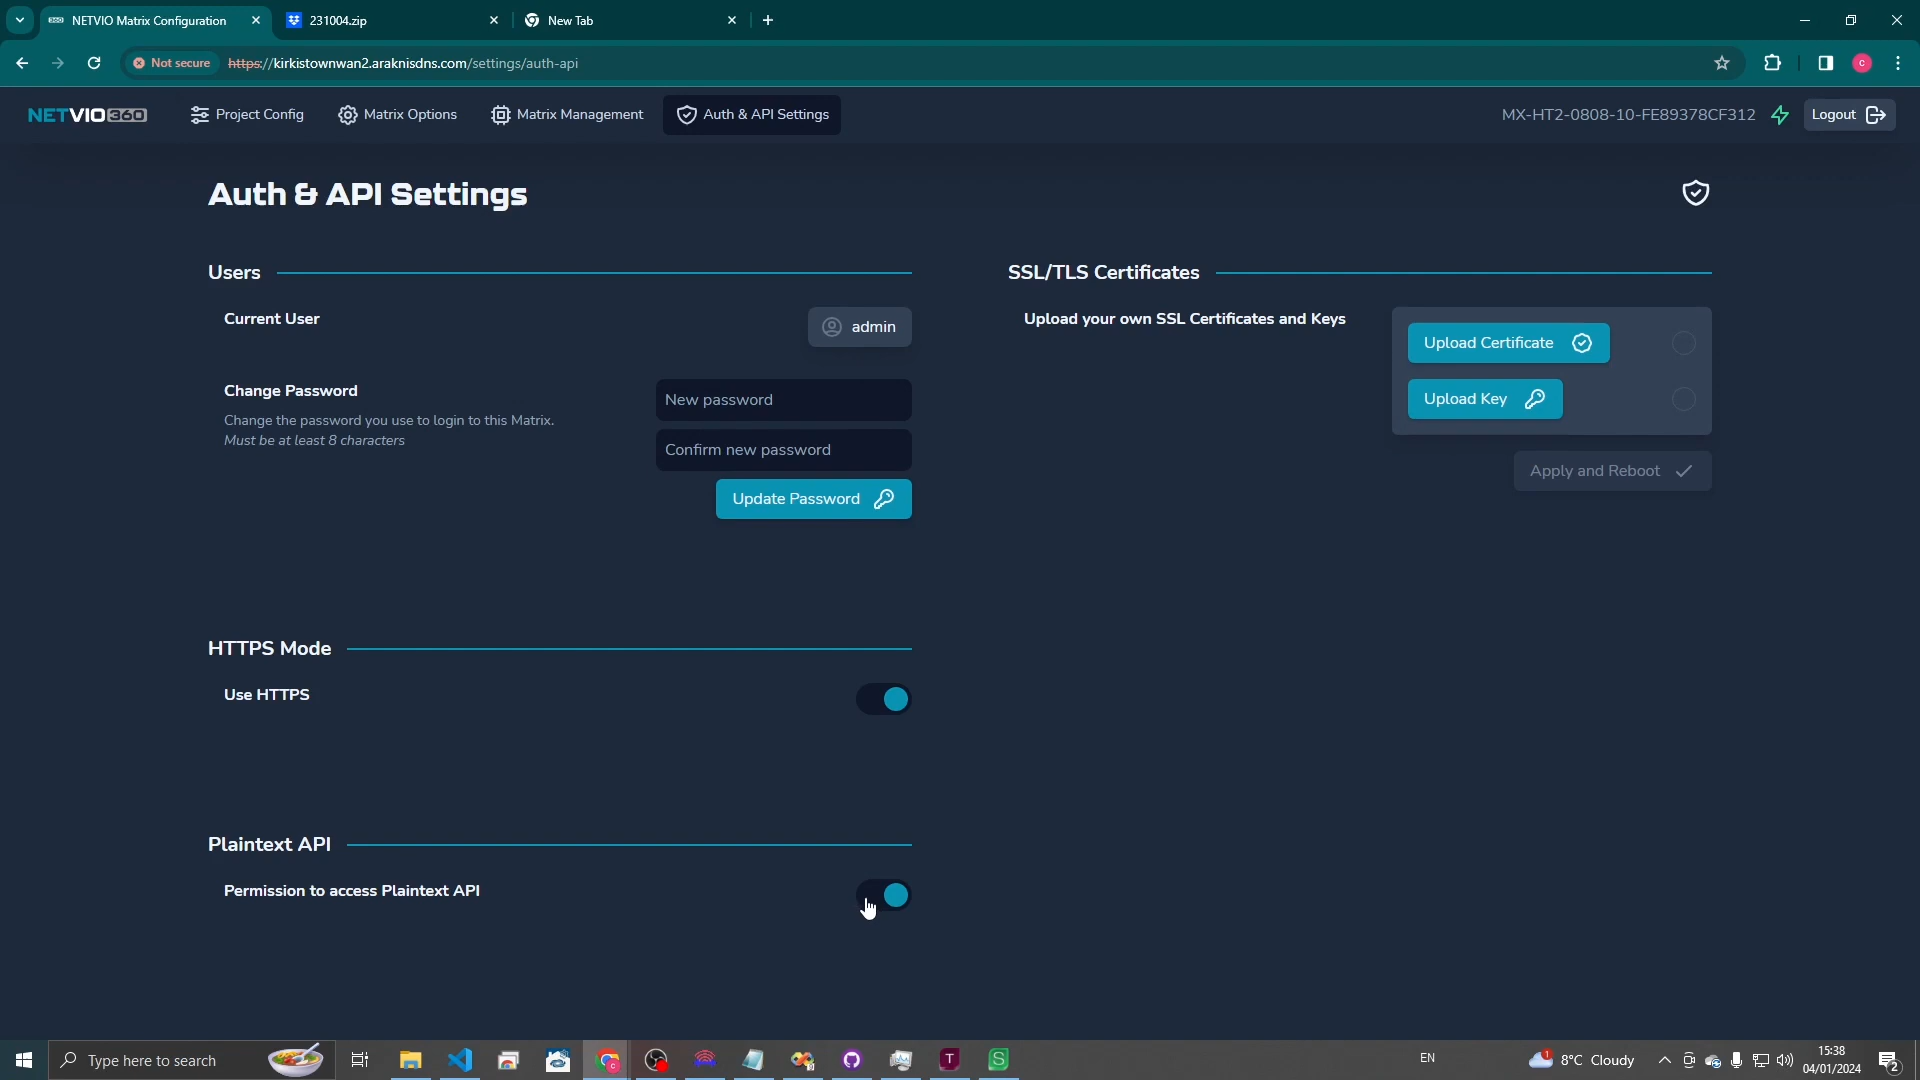 NETVIO Matrix Configuration
231004.zip
New Tab
Not secure
https://kirkistownwan2.araknisdns.com/settings/auth-api
C
NETVIO360
Project Config
Matrix Options
Matrix Management
Auth & API Settings
MX-HT2-0808-10-FE89378CF312
Logout
Auth & API Settings
Users
Current User
admin
Change Password
Change the password you use to login to this Matrix.
Must be at least 8 characters
New password
Confirm new password
Update Password
SSL/TLS Certificates
Upload your own SSL Certificates and Keys
Upload Certificate
Upload Key
Apply and Reboot
HTTPS Mode
Use HTTPS
Plaintext API
Permission to access Plaintext API
Type here to search
T
S
EN
1
8°C Cloudy
15:38
04/01/2024
2